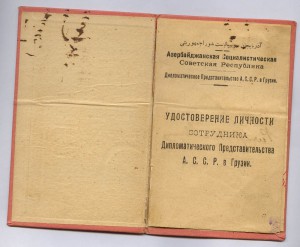 Азербайджанская Социалистическая
Советская Республика
Дипломатическое Представительство А. С. С. Р. в Грузии.
УДОСТОВЕРЕНИЕ ЛИЧНОСТИ
СОТРУДНИКА
Дипломатического Представительства
А. С. С. Р. в Грузии.